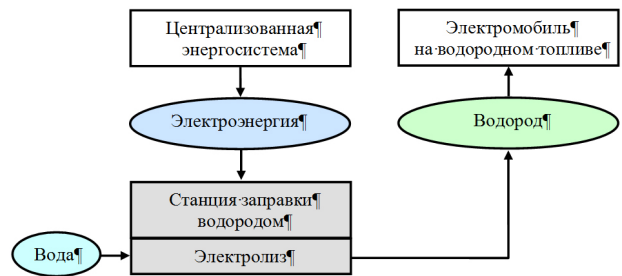 Централизованная¶
энергосистема¶
Электромобиль¶
на·водородном·топливе¶
Электроэнергия¶
Водород¶
Станция·заправки¶
водородом¶
Вода¶
Электролиз¶